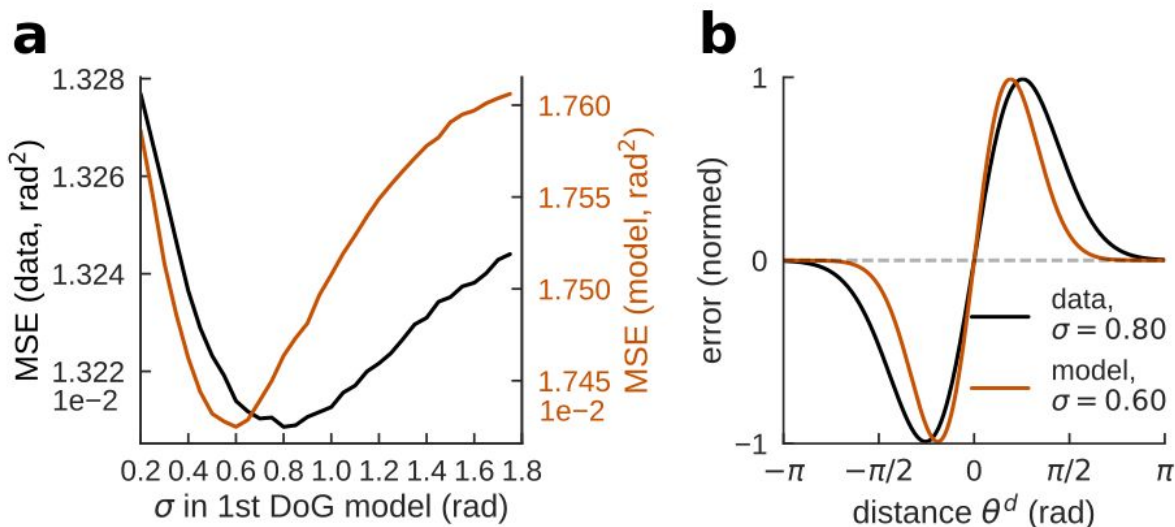 a
MSE (data, rad²)
1.328
1.326
1.324
1.322
1e−2
0.2 0.4 0.6 0.8 1.0 1.2 1.4 1.6 1.8
σ in 1st DoG model (rad)
1.760
1.755
1.750
1.745
1e−2
MSE (model, rad²)
b
error (normed)
1
0
−1
data,
σ = 0.80
model,
σ = 0.60
−π −π/2 0 π/2 π
distance θᵈ (rad)